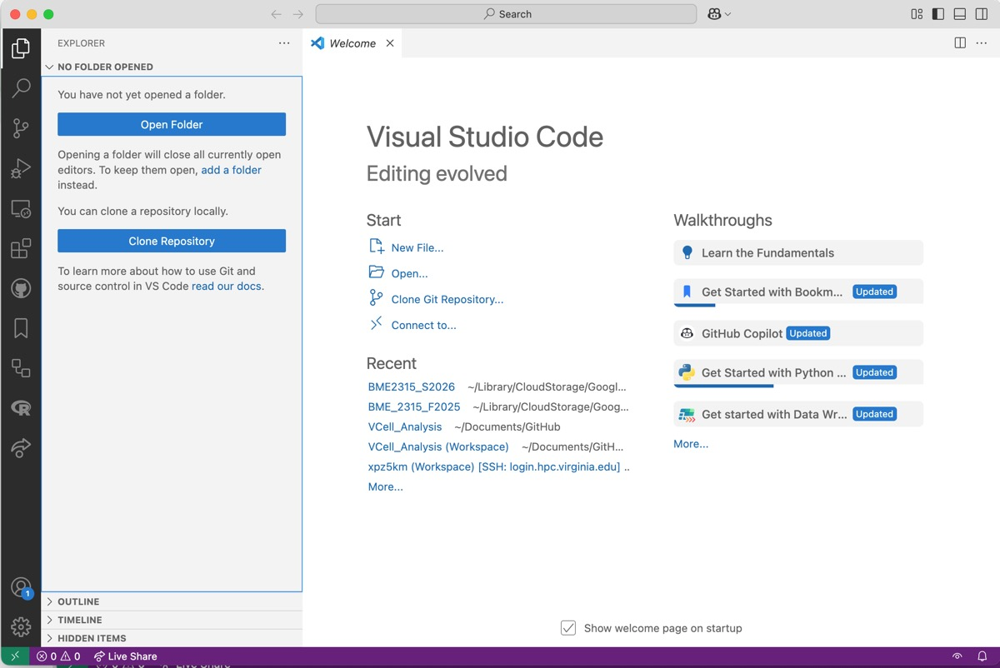 Search
EXPLORER
Welcome
NO FOLDER OPENED
You have not yet opened a folder.
Open Folder
Opening a folder will close all currently open
editors. To keep them open, add a folder
instead.
You can clone a repository locally.
Clone Repository
To learn more about how to use Git and
source control in VS Code read our docs.
OUTLINE
TIMELINE
HIDDEN ITEMS
1
Visual Studio Code
Editing evolved
Start
New File...
Open...
Clone Git Repository...
Connect to...
Recent
BME2315_S2026 ~/Library/CloudStorage/Googl...
BME_2315_F2025 ~/Library/CloudStorage/Goog...
VCell_Analysis ~/Documents/GitHub
VCell_Analysis (Workspace) ~/Documents/GitH...
xpz5km (Workspace) [SSH: login.hpc.virginia.edu] ..
More...
Walkthroughs
Learn the Fundamentals
Get Started with Bookm... Updated
GitHub Copilot Updated
Get Started with Python ... Updated
Get started with Data Wr... Updated
More...
Show welcome page on startup
0 0 Live Share